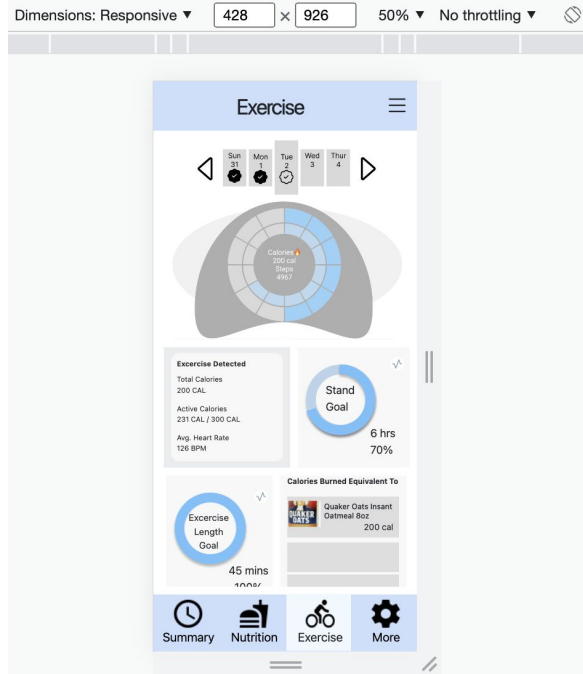 Dimensions: Responsive ▼ 428 × 926 50% ▼ No throttling ▼
Exercise
Sun Mon Tue Wed Thur
31 1 2 3 4
Calories🔥
200 cal
Steps
4967
Excercise Detected
Total Calories
200 CAL
Active Calories
231 CAL / 300 CAL
Avg. Heart Rate
126 BPM
Stand
Goal
6 hrs
70%
Excercise
Length
Goal
45 mins
100%
Calories Burned Equivalent To
QUAKER
OATS
Quaker Oats Insant
Oatmeal 8oz
200 cal
Summary Nutrition Exercise More